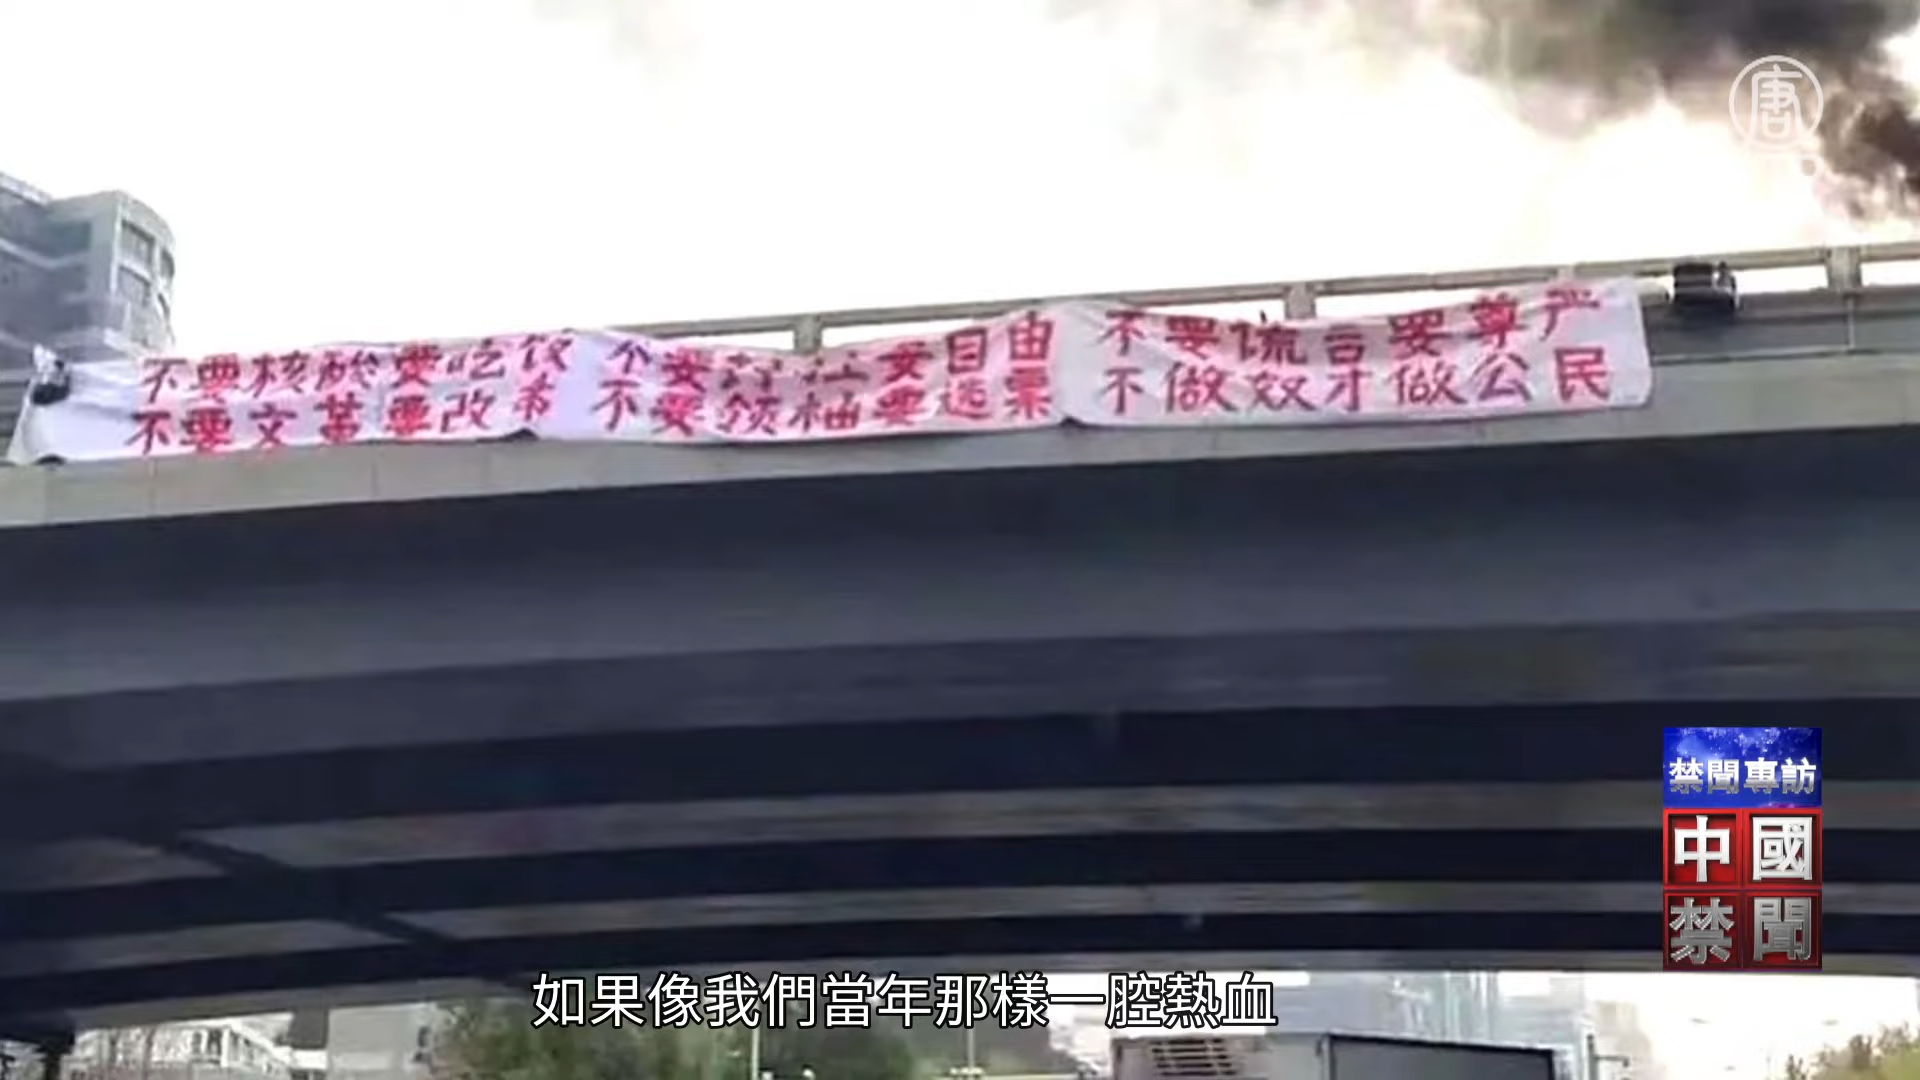 唐
不要核酸要吃饭 不要封 要自由 不要谎言要尊严
不要文革要改 不要领袖要选票 不做奴才做公民
禁聞專訪
中國
禁聞
如果像我們當年那樣一腔熱血